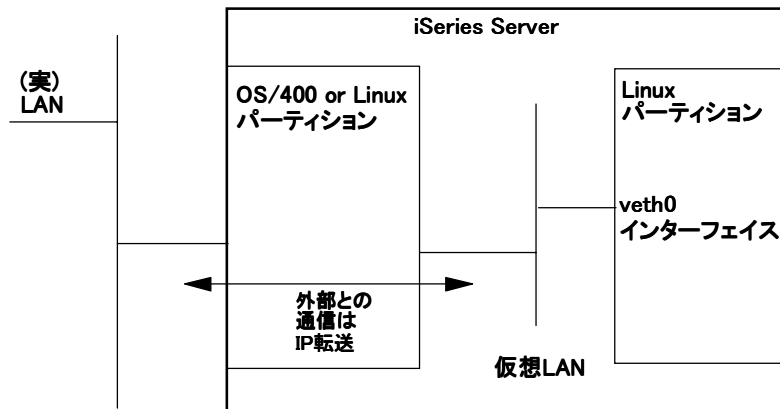 iSeries Server
(実)
LAN
OS/400 or Linux
パーティション
Linux
パーティション
veth0
インターフェイス
外部との
通信は
IP転送
仮想LAN